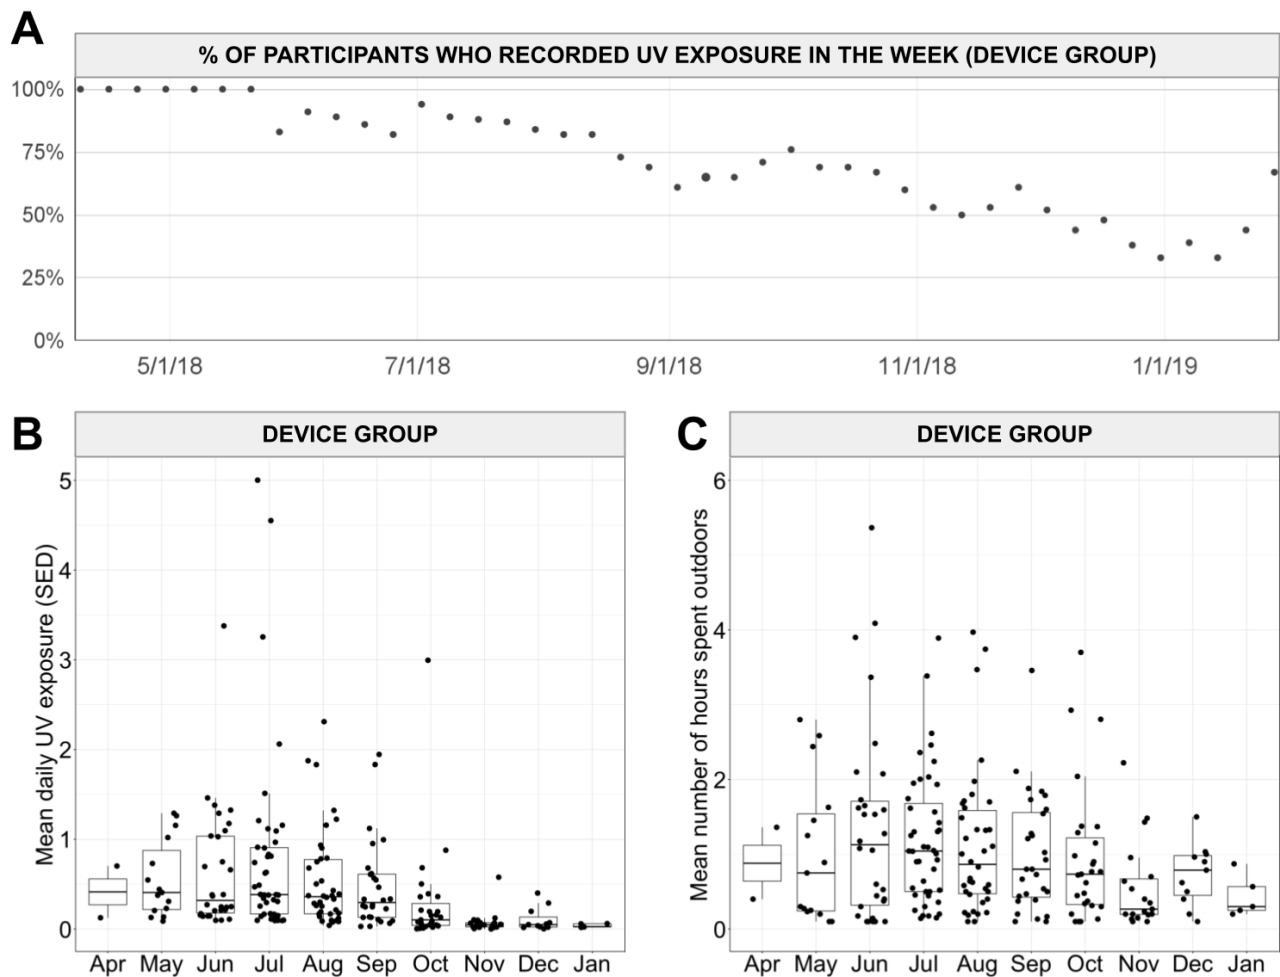 A
% OF PARTICIPANTS WHO RECORDED UV EXPOSURE IN THE WEEK (DEVICE GROUP)
100%
75%
50%
25%
0%
5/1/18 7/1/18 9/1/18 11/1/18 1/1/19
B
DEVICE GROUP
Mean daily UV exposure (SED)
5
4
3
2
1
0
Apr May Jun Jul Aug Sep Oct Nov Dec Jan
C
DEVICE GROUP
Mean number of hours spent outdoors
6
4
2
0
Apr May Jun Jul Aug Sep Oct Nov Dec Jan